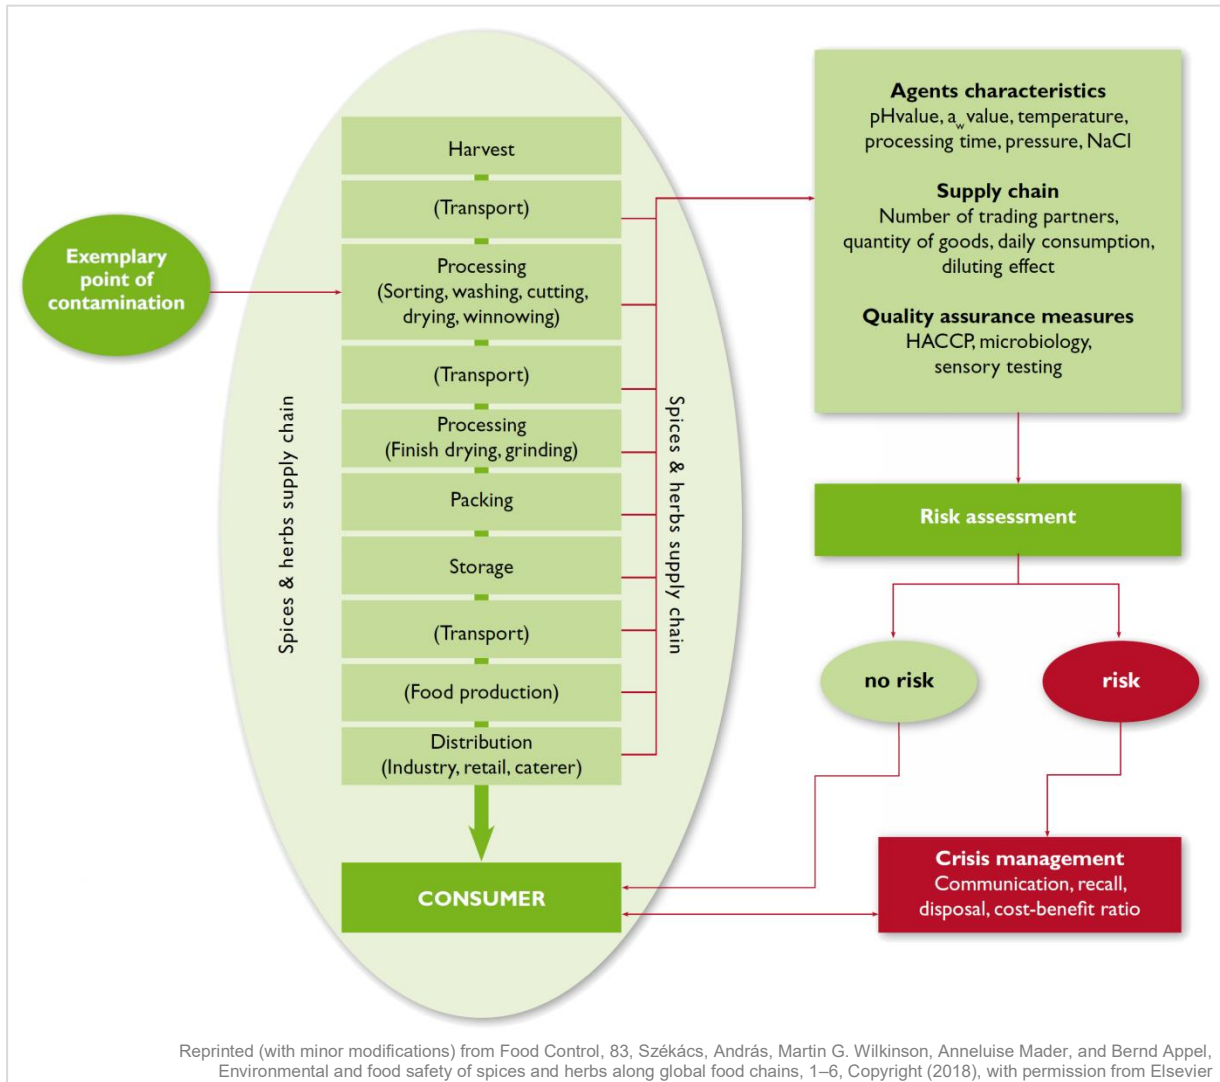 Exemplary
point of
contamination
Spices & herbs supply chain
Harvest
(Transport)
Processing
(Sorting, washing, cutting,
drying, winnowing)
(Transport)
Processing
(Finish drying, grinding)
Packing
Storage
(Transport)
(Food production)
Distribution
(Industry, retail, caterer)
CONSUMER
Spices & herbs supply chain
Agents characteristics
pHvalue, aw value, temperature,
processing time, pressure, NaCl
Supply chain
Number of trading partners,
quantity of goods, daily consumption,
diluting effect
Quality assurance measures
HACCP, microbiology,
sensory testing
Risk assessment
no risk
risk
Crisis management
Communication, recall,
disposal, cost-benefit ratio
Reprinted (with minor modifications) from Food Control, 83, Székács, András, Martin G. Wilkinson, Anneluise Mader, and Bernd Appel,
Environmental and food safety of spices and herbs along global food chains, 1–6, Copyright (2018), with permission from Elsevier